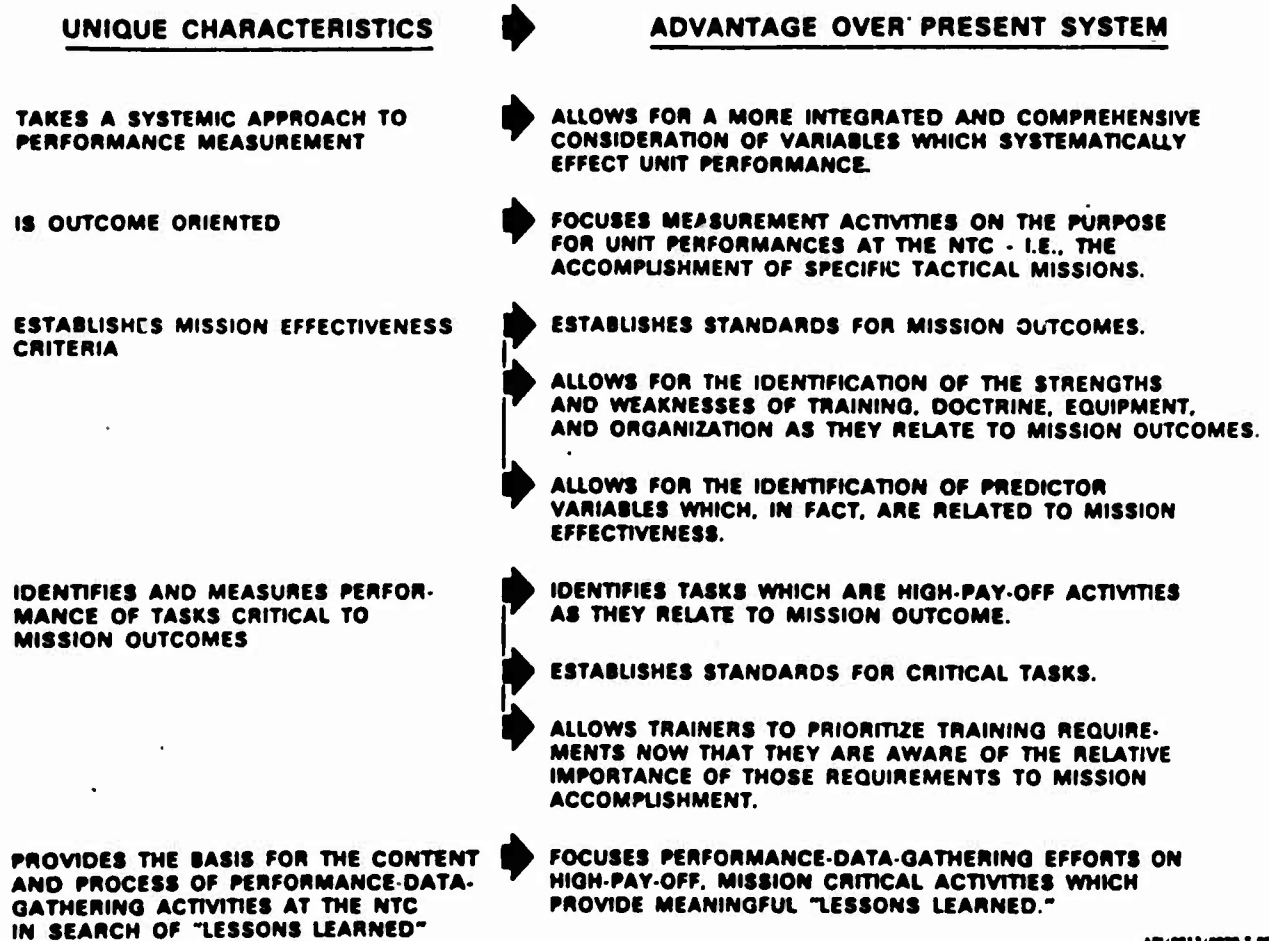 UNIQUE CHARACTERISTICS
ADVANTAGE OVER PRESENT SYSTEM
TAKES A SYSTEMIC APPROACH TO
PERFORMANCE MEASUREMENT
ALLOWS FOR A MORE INTEGRATED AND COMPREHENSIVE
CONSIDERATION OF VARIABLES WHICH SYSTEMATICALLY
EFFECT UNIT PERFORMANCE.
IS OUTCOME ORIENTED
FOCUSES MEASUREMENT ACTIVITIES ON THE PURPOSE
FOR UNIT PERFORMANCES AT THE NTC - I.E., THE
ACCOMPLISHMENT OF SPECIFIC TACTICAL MISSIONS.
ESTABLISHES MISSION EFFECTIVENESS
CRITERIA
ESTABLISHES STANDARDS FOR MISSION OUTCOMES.
ALLOWS FOR THE IDENTIFICATION OF THE STRENGTHS
AND WEAKNESSES OF TRAINING, DOCTRINE, EQUIPMENT,
AND ORGANIZATION AS THEY RELATE TO MISSION OUTCOMES.
ALLOWS FOR THE IDENTIFICATION OF PREDICTOR
VARIABLES WHICH, IN FACT, ARE RELATED TO MISSION
EFFECTIVENESS.
IDENTIFIES AND MEASURES PERFOR-
MANCE OF TASKS CRITICAL TO
MISSION OUTCOMES
IDENTIFIES TASKS WHICH ARE HIGH-PAY-OFF ACTIVITIES
AS THEY RELATE TO MISSION OUTCOME.
ESTABLISHES STANDARDS FOR CRITICAL TASKS.
ALLOWS TRAINERS TO PRIORITIZE TRAINING REQUIRE-
MENTS NOW THAT THEY ARE AWARE OF THE RELATIVE
IMPORTANCE OF THOSE REQUIREMENTS TO MISSION
ACCOMPLISHMENT.
PROVIDES THE BASIS FOR THE CONTENT
AND PROCESS OF PERFORMANCE-DATA-
GATHERING ACTIVITIES AT THE NTC
IN SEARCH OF "LESSONS LEARNED"
FOCUSES PERFORMANCE-DATA-GATHERING EFFORTS ON
HIGH-PAY-OFF, MISSION CRITICAL ACTIVITIES WHICH
PROVIDE MEANINGFUL "LESSONS LEARNED."